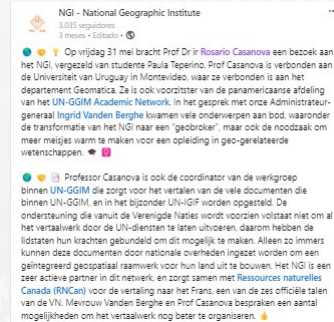 NGI - National Geographic Institute
3.035 seguidores
3 meses • Editado •
Op vrijdag 31 mei bracht Prof Dr ir Rosario Casanova een bezoek aan
het NGI, vergezeld van studente Paula Teperino. Prof Casanova is verbonden aan
de Universiteit van Uruguay in Montevideo, waar ze verbonden is aan het
departement Geomatica. Ze is ook voorzitster van de panamericaanse afdeling
van het UN-GGIM Academic Network. In het gesprek met onze Administrateur-
generaal Ingrid Vanden Berghe kwamen vele onderwerpen aan bod, waaronder
de transformatie van het NGI naar een "geobroker", maar ook de noodzaak om
meer meisjes warm te maken voor een opleiding in geo-gerelateerde
wetenschappen. 🎓 🚺
🌍 🤝 📄 Professor Casanova is ook de coordinator van de werkgroep
binnen UN-GGIM die zorgt voor het vertalen van de vele documenten die
binnen UN-GGIM, en in het bijzonder UN-IGIF worden opgesteld. De
ondersteuning die vanuit de Verenigde Naties wordt voorzien volstaat niet om al
het vertaalwerk door de UN-diensten te laten uitvoeren, daarom hebben de
lidstaten hun krachten gebundeld om dit mogelijk te maken. Alleen zo immers
kunnen deze documenten door nationale overheden ingezet worden om een
geïntegreerd geospatiaal raamwerk voor hun land uit te bouwen. Het NGI is een
zeer actieve partner in dit netwerk, en zorgt samen met Ressources naturelles
Canada (RNCan) voor de vertaling naar het Frans, een van de zes officiële talen
van de VN. Mevrouw Vanden Berghe en Prof Casanova bespraken een aantal
mogelijkheden om het vertaalwerk nog beter te organiseren. 👍